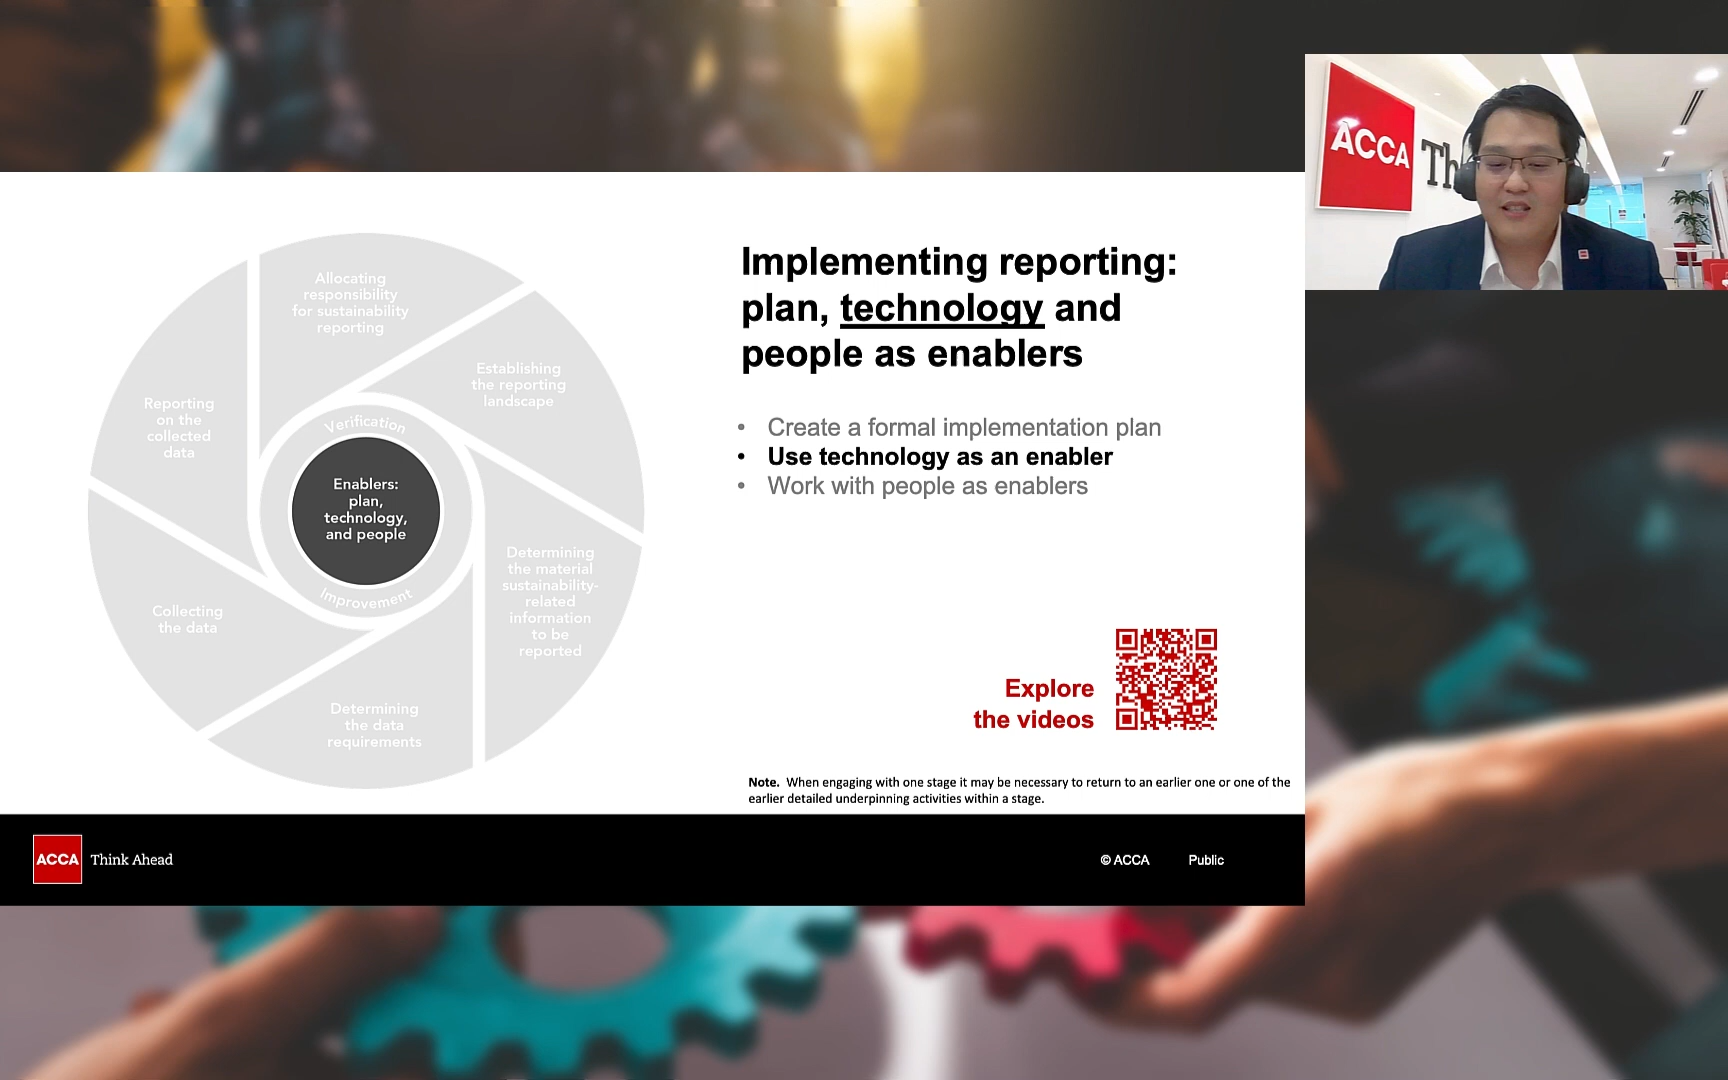 Allocating
responsibility
for sustainability
reporting
Establishing
the reporting
landscape
Determining
the material
sustainability-
related
information
to be
reported
Determining
the data
requirements
Collecting
the data
Reporting
on the
collected
data
Verification
Enablers:
plan,
technology,
and people
Improvement
Implementing reporting:
plan, technology and
people as enablers
• Create a formal implementation plan
• Use technology as an enabler
• Work with people as enablers
Explore
the videos
Note. When engaging with one stage it may be necessary to return to an earlier one or one of the
earlier detailed underpinning activities within a stage.
ACCA Think Ahead
© ACCA Public
ACCA Th